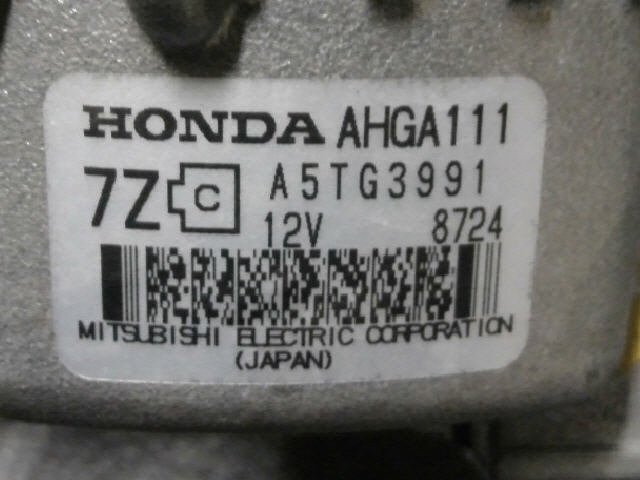 HONDA AHGA111
7Z C A5TG3991
12V 8724
MITSUBISHI ELECTRIC CORPORATION
(JAPAN)